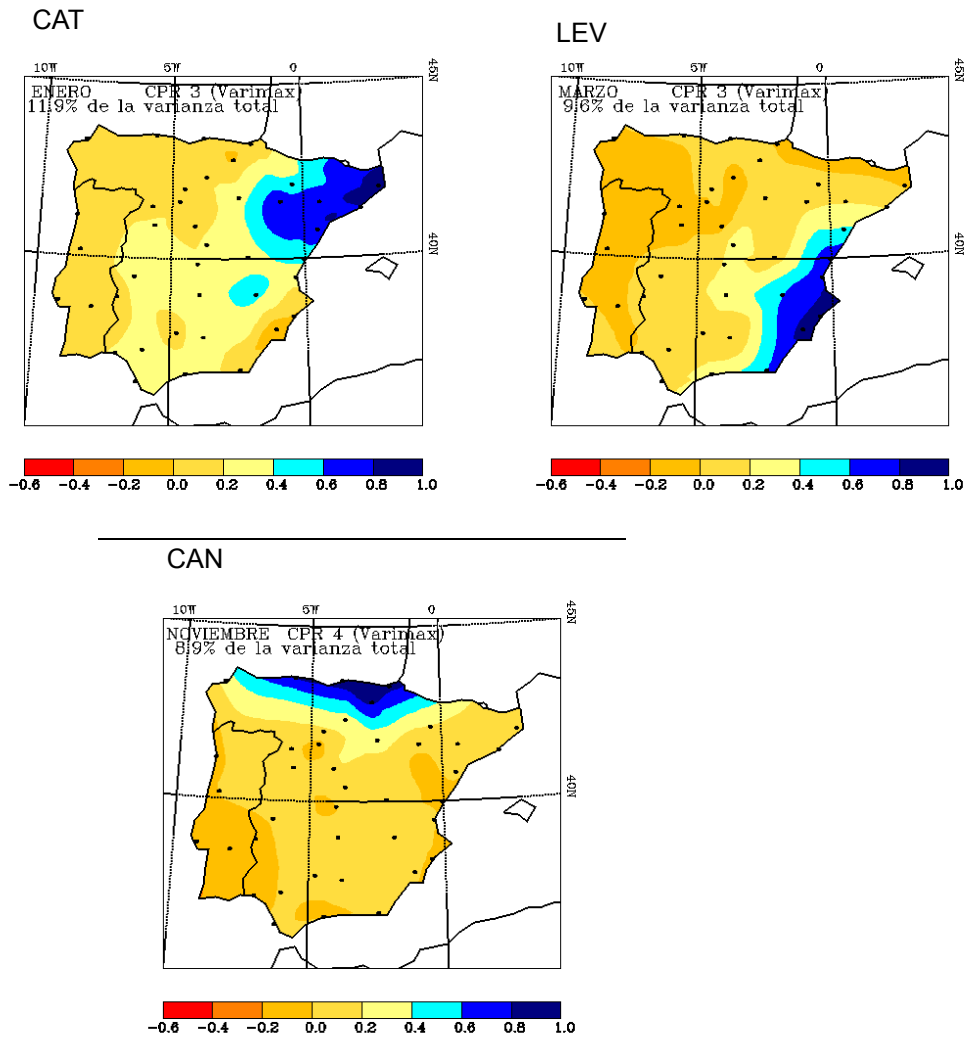 CAT
10W 5W 0 45N
ENERO CPR 3 (Varimax
11.9% de la varianza total
40N
-0.6 -0.4 -0.2 0.0 0.2 0.4 0.6 0.8 1.0
LEV
10W 5W 0 45N
MARZO CPR 3 (Varimax
9.6% de la varianza total
40N
-0.6 -0.4 -0.2 0.0 0.2 0.4 0.6 0.8 1.0
CAN
10W 5W 0 45N
NOVIEMBRE CPR 4 (Varimax)
8.9% de la varianza total
40N
-0.6 -0.4 -0.2 0.0 0.2 0.4 0.6 0.8 1.0